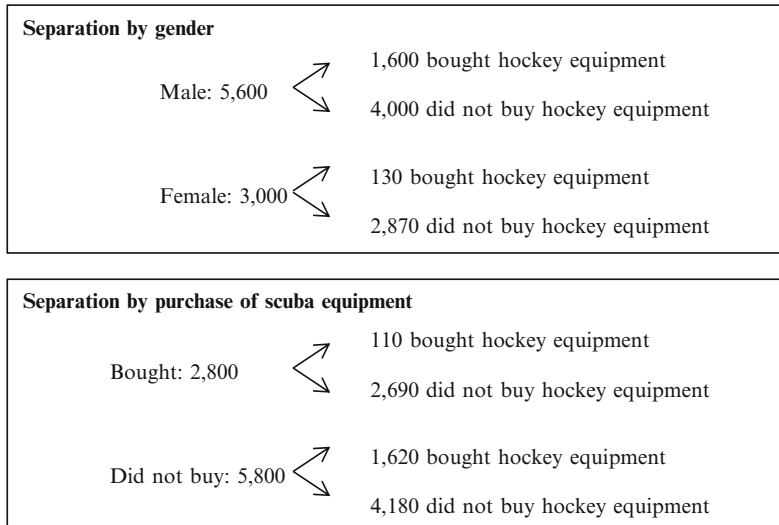 Separation by gender
1,600 bought hockey equipment
Male: 5,600
4,000 did not buy hockey equipment
130 bought hockey equipment
Female: 3,000
2,870 did not buy hockey equipment
Separation by purchase of scuba equipment
110 bought hockey equipment
Bought: 2,800
2,690 did not buy hockey equipment
1,620 bought hockey equipment
Did not buy: 5,800
4,180 did not buy hockey equipment